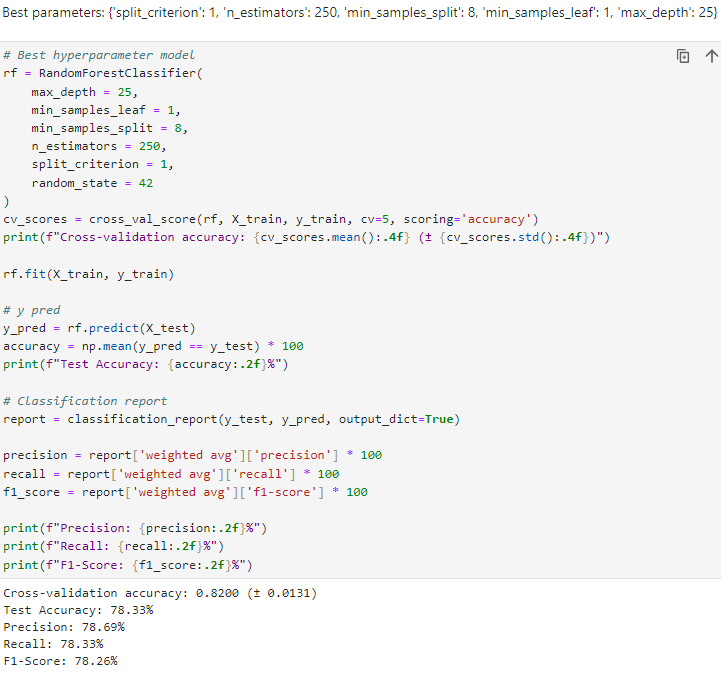 Best parameters: {'split_criterion': 1, 'n_estimators': 250, 'min_samples_split': 8, 'min_samples_leaf': 1, 'max_depth': 25}
# Best hyperparameter model
rf = RandomForestClassifier(
    max_depth = 25,
    min_samples_leaf = 1,
    min_samples_split = 8,
    n_estimators = 250,
    split_criterion = 1,
    random_state = 42
)
cv_scores = cross_val_score(rf, X_train, y_train, cv=5, scoring='accuracy')
print(f"Cross-validation accuracy: {cv_scores.mean():.4f} (± {cv_scores.std():.4f})")
rf.fit(X_train, y_train)
# y pred
y_pred = rf.predict(X_test)
accuracy = np.mean(y_pred == y_test) * 100
print(f"Test Accuracy: {accuracy:.2f}%")
# Classification report
report = classification_report(y_test, y_pred, output_dict=True)
precision = report['weighted avg']['precision'] * 100
recall = report['weighted avg']['recall'] * 100
f1_score = report['weighted avg']['f1-score'] * 100
print(f"Precision: {precision:.2f}%")
print(f"Recall: {recall:.2f}%")
print(f"F1-Score: {f1_score:.2f}%")
Cross-validation accuracy: 0.8200 (± 0.0131)
Test Accuracy: 78.33%
Precision: 78.69%
Recall: 78.33%
F1-Score: 78.26%